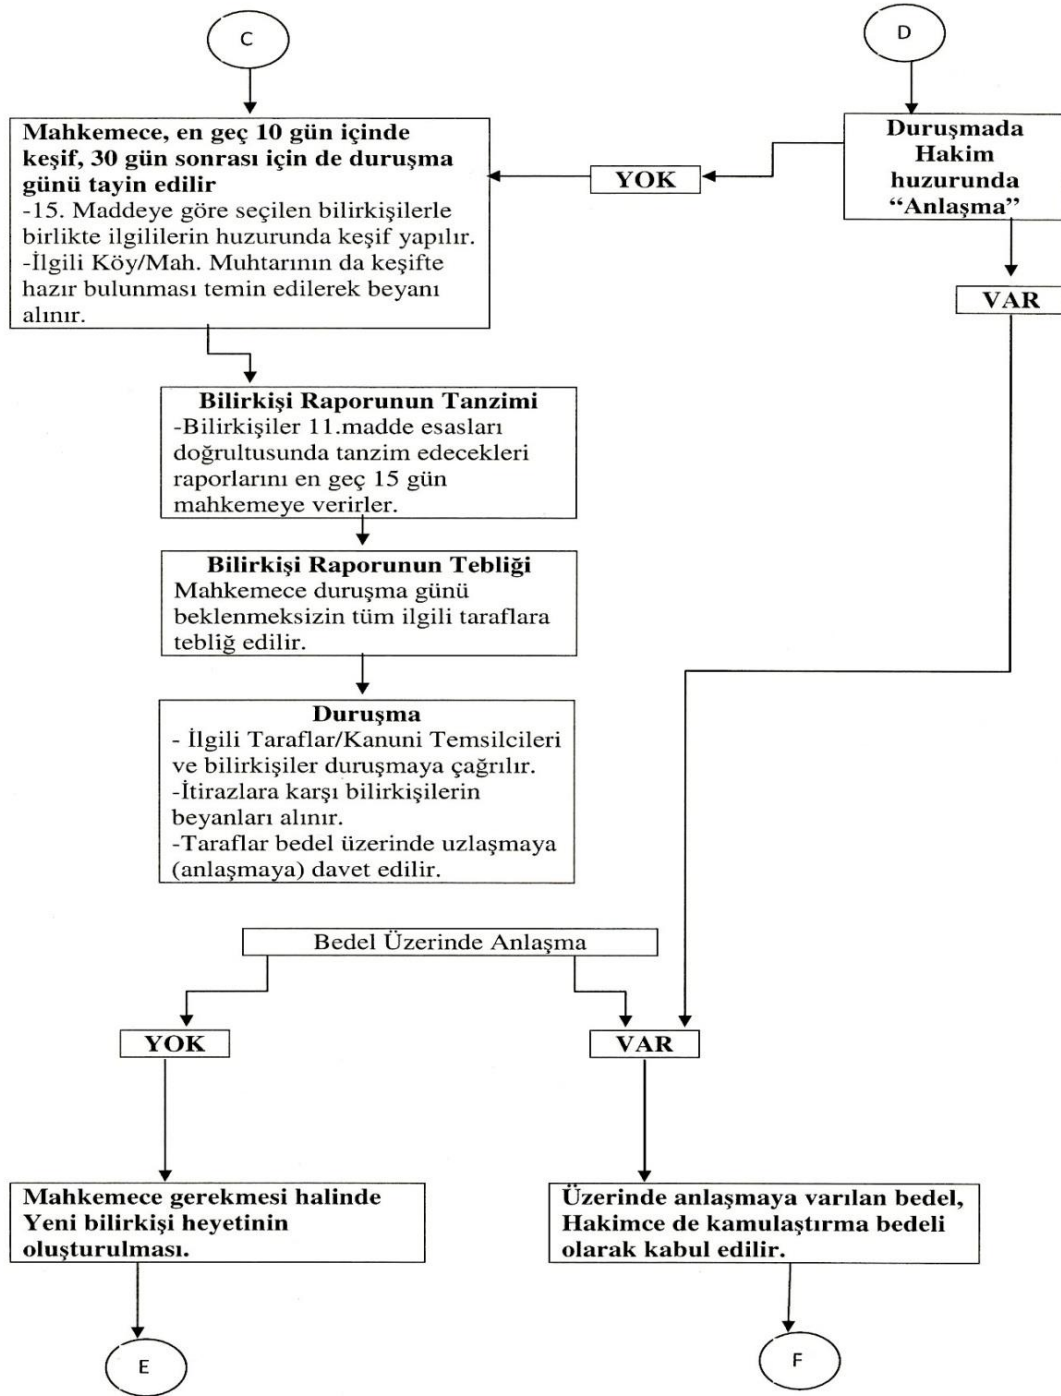 C
D
Mahkemece, en geç 10 gün içinde
keşif, 30 gün sonrası için de duruşma
günü tayin edilir
-15. Maddeye göre seçilen bilirkişilerle
birlikte ilgililerin huzurunda keşif yapılır.
-İlgili Köy/Mah. Muhtarının da keşifte
hazır bulunması temin edilerek beyanı
alınır.
YOK
Duruşmada
Hakim
huzurunda
“Anlaşma”
VAR
Bilirkişi Raporunun Tanzimi
-Bilirkişiler 11.madde esasları
doğrultusunda tanzim edecekleri
raporlarını en geç 15 gün
mahkemeye verirler.
Bilirkişi Raporunun Tebliği
Mahkemece duruşma günü
beklenmeksizin tüm ilgili taraflara
tebliğ edilir.
Duruşma
- İlgili Taraflar/Kanuni Temsilcileri
ve bilirkişiler duruşmaya çağrılır.
-İtirazlara karşı bilirkişilerin
beyanları alınır.
-Taraflar bedel üzerinde uzlaşmaya
(anlaşmaya) davet edilir.
Bedel Üzerinde Anlaşma
YOK
VAR
Mahkemece gerekmesi halinde
Yeni bilirkişi heyetinin
oluşturulması.
Üzerinde anlaşmaya varılan bedel,
Hakimce de kamulaştırma bedeli
olarak kabul edilir.
E
F